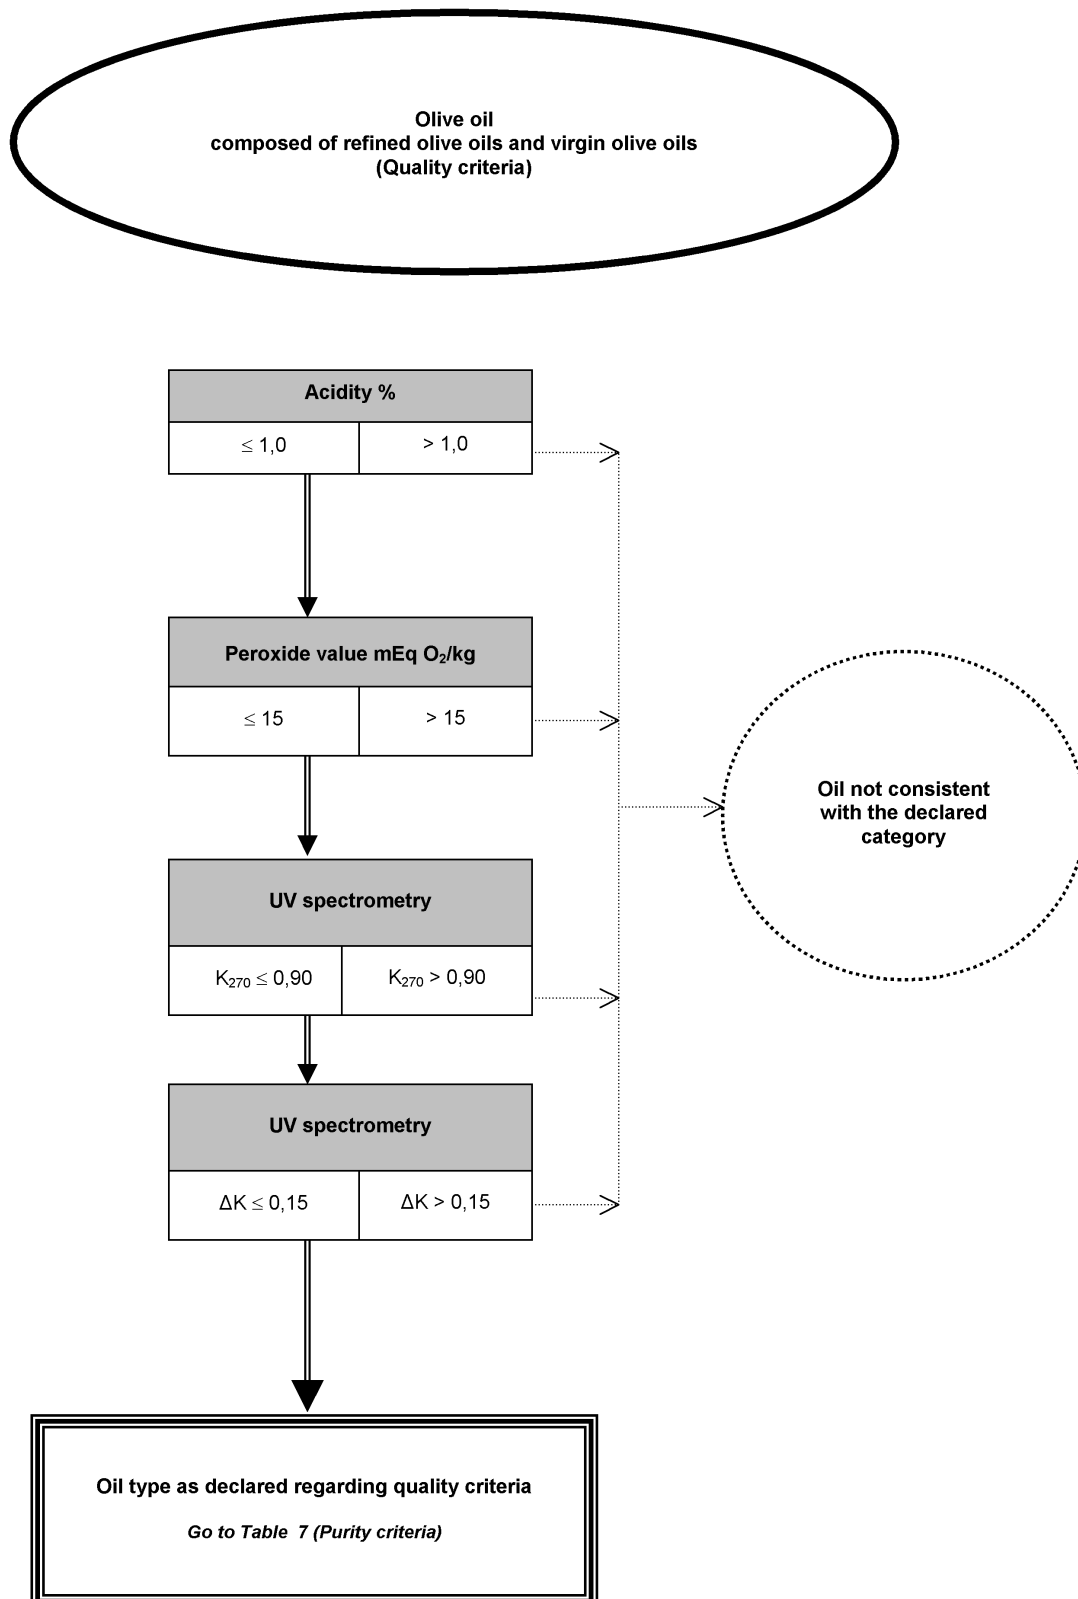 Olive oil
composed of refined olive oils and virgin olive oils
(Quality criteria)
Acidity %
≤ 1,0
> 1,0
Peroxide value mEq O₂/kg
≤ 15
> 15
Oil not consistent
with the declared
category
UV spectrometry
K₂₇₀ ≤ 0,90
K₂₇₀ > 0,90
UV spectrometry
ΔK ≤ 0,15
ΔK > 0,15
Oil type as declared regarding quality criteria
Go to Table 7 (Purity criteria)